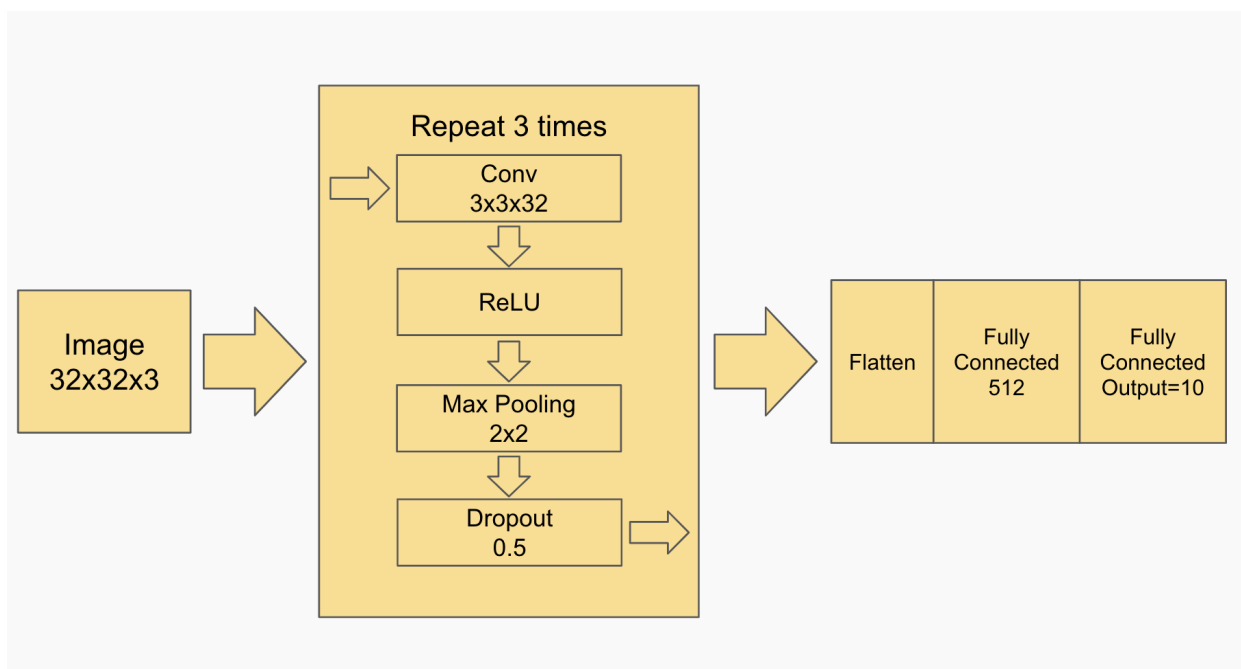 Image
32x32x3
Repeat 3 times
Conv
3x3x32
ReLU
Max Pooling
2x2
Dropout
0.5
Flatten
Fully
Connected
512
Fully
Connected
Output=10